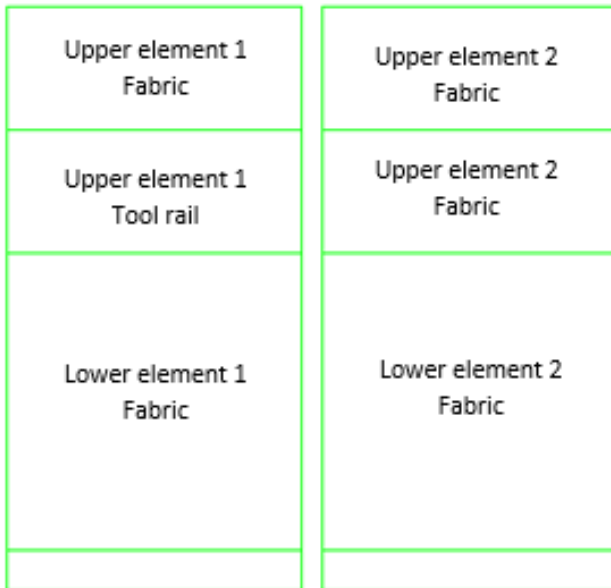 Upper element 1
Fabric
Upper element 2
Fabric
Upper element 1
Tool rail
Upper element 2
Fabric
Lower element 1
Fabric
Lower element 2
Fabric